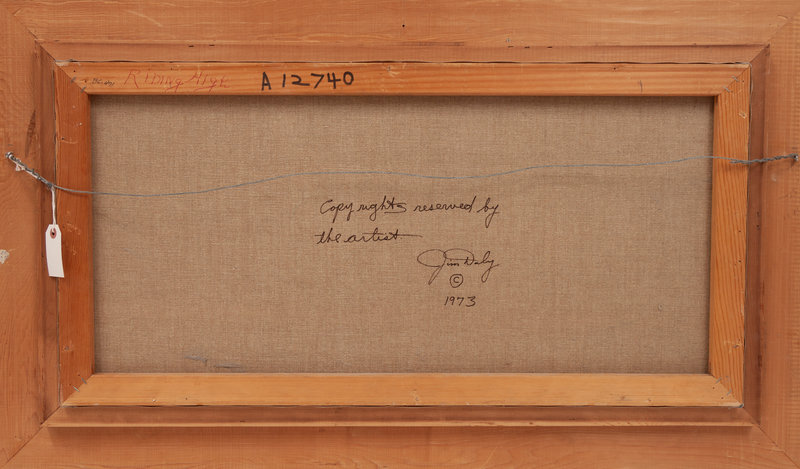 Riding High A12740
Copyrights reserved by
the artist
Jim Daly
©
1973